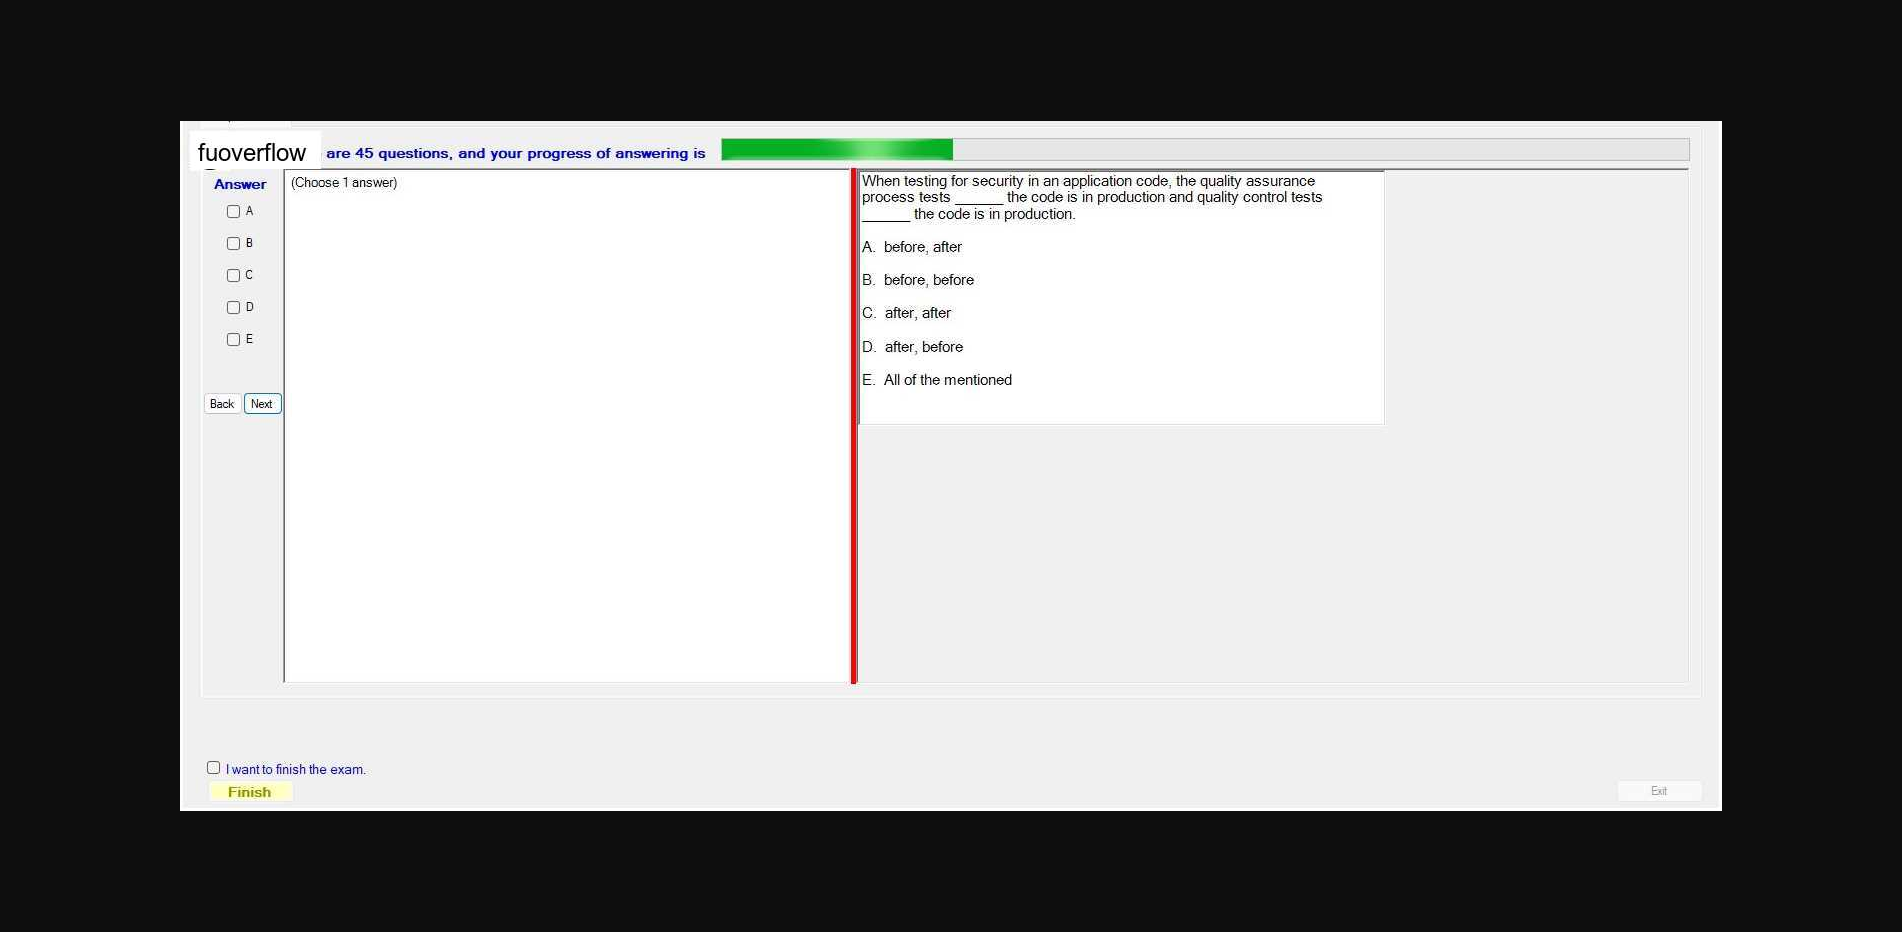 fuoverflow are 45 questions, and your progress of answering is
Answer
A
B
C
D
E
Back Next
(Choose 1 answer)
When testing for security in an application code, the quality assurance
process tests ______ the code is in production and quality control tests
______ the code is in production.
A. before, after
B. before, before
C. after, after
D. after, before
E. All of the mentioned
I want to finish the exam.
Finish
Exit